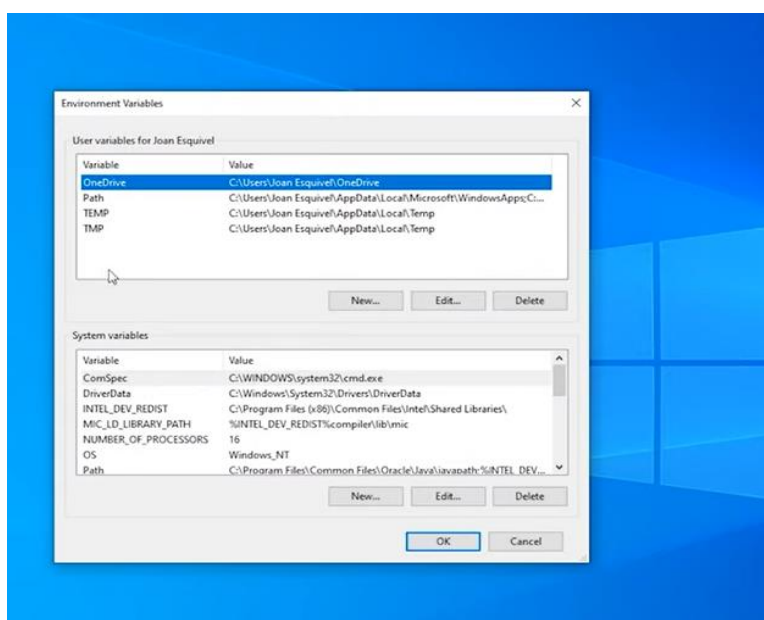 Environment Variables
User variables for Joan Esquivel
Variable Value
OneDrive C:\Users\Joan Esquivel\OneDrive
Path C:\Users\Joan Esquivel\AppData\Local\Microsoft\WindowsApps;C:...
TEMP C:\Users\Joan Esquivel\AppData\Local\Temp
TMP C:\Users\Joan Esquivel\AppData\Local\Temp
New... Edit... Delete
System variables
Variable Value
ComSpec C:\WINDOWS\system32\cmd.exe
DriverData C:\Windows\System32\Drivers\DriverData
INTEL_DEV_REDIST C:\Program Files (x86)\Common Files\Intel\Shared Libraries\
MIC_LD_LIBRARY_PATH %INTEL_DEV_REDIST%compiler\lib\mic
NUMBER_OF_PROCESSORS 16
OS Windows_NT
Path C:\Program Files\Common Files\Oracle\Java\javapath;%INTEL_DEV...
New... Edit... Delete
OK Cancel